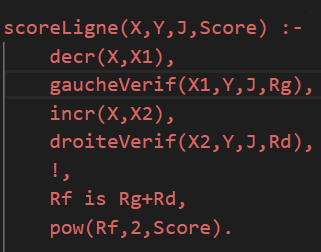 scoreLigne(X,Y,J,Score) :-
decr(X,X1),
gaucheVerif(X1,Y,J,Rg),
incr(X,X2),
droiteVerif(X2,Y,J,Rd),
!,
Rf is Rg+Rd,
pow(Rf,2,Score).